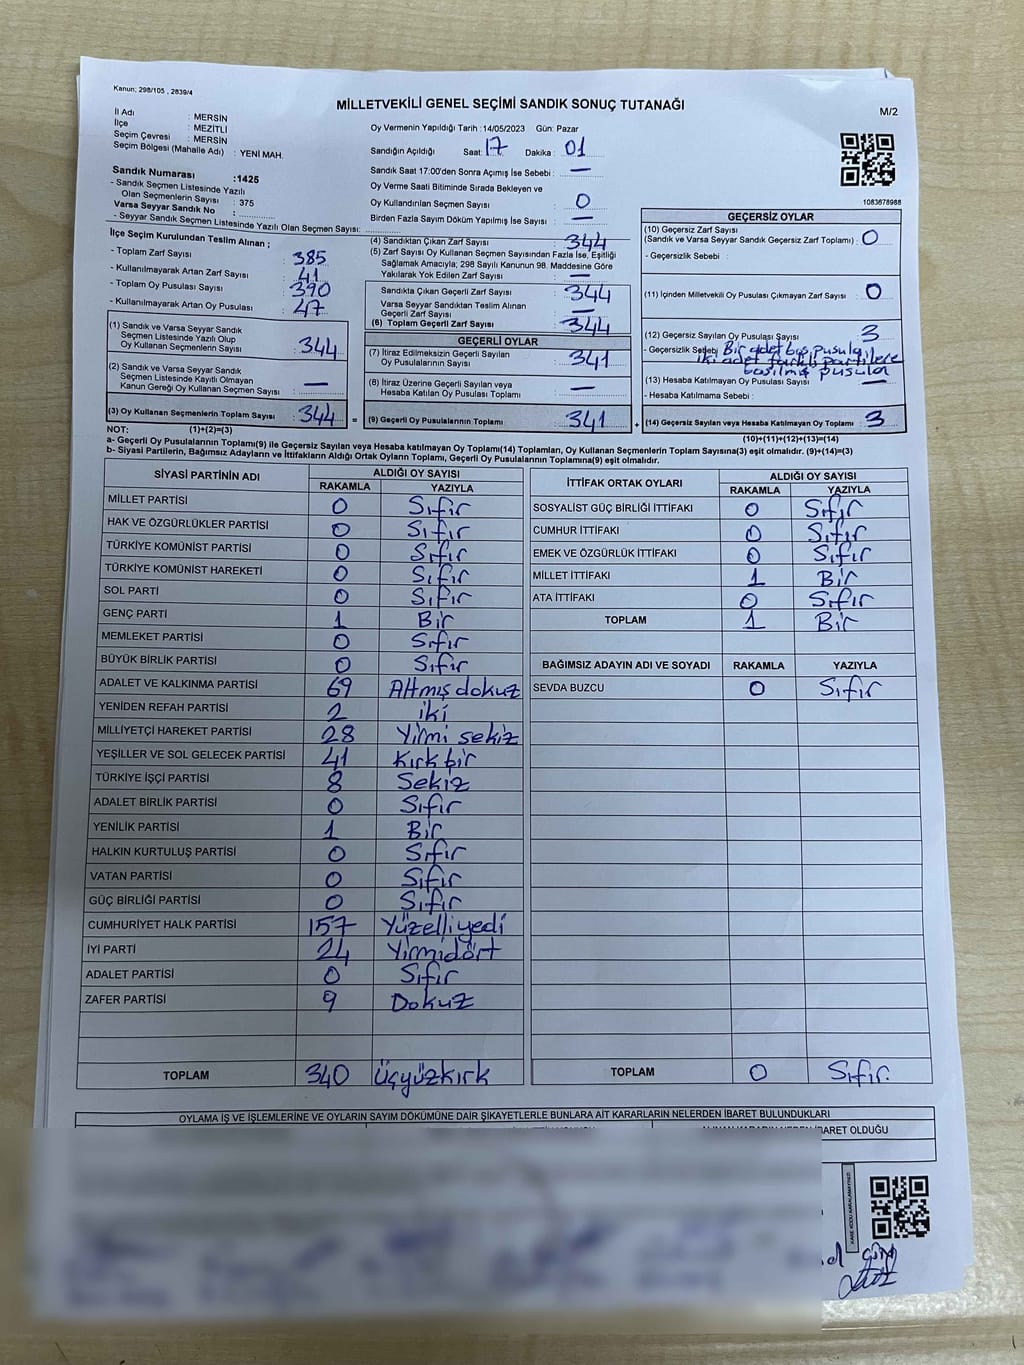 Kanun; 298/105 , 2839/4
MİLLETVEKİLİ GENEL SEÇİMİ SANDIK SONUÇ TUTANAĞI
M/2
İl Adı : MERSİN
İlçe : MEZİTLİ
Seçim Çevresi : MERSİN
Seçim Bölgesi (Mahalle Adı) : YENİ MAH.
Oy Vermenin Yapıldığı Tarih :14/05/2023 Gün: Pazar
Sandığın Açıldığı Saat: 17 Dakika : 01
Sandık Saat 17:00'den Sonra Açımış İse Sebebi : —
Oy Verme Saati Bitiminde Sırada Bekleyen ve
Oy Kullandırılan Seçmen Sayısı : 0
Birden Fazla Sayım Döküm Yapılmış İse Sayısı : —
1083678988
Sandık Numarası :1425
- Sandık Seçmen Listesinde Yazılı
Olan Seçmenlerin Sayısı : 375
Varsa Seyyar Sandık No :
- Seyyar Sandık Seçmen Listesinde Yazılı Olan Seçmen Sayısı:
İlçe Seçim Kurulundan Teslim Alınan ;
- Toplam Zarf Sayısı : 385
- Kullanılmayarak Artan Zarf Sayısı : 41
- Toplam Oy Pusulası : 390
- Kullanılmayarak Artan Oy Pusulası : 47
(1) Sandık ve Varsa Seyyar Sandık
Seçmen Listesinde Yazılı Olup
Oy Kullanan Seçmenlerin Sayısı : 344
(2) Sandık ve Varsa Seyyar Sandık
Seçmen Listesinde Kayıtlı Olmayan
Kanun Gereği Oy Kullanan Seçmen Sayısı : —
(3) Oy Kullanan Seçmenlerin Toplam Sayısı : 344
(4) Sandıktan Çıkan Zarf Sayısı : 344
(5) Zarf Sayısı Oy Kullanan Seçmen Sayısından Fazla İse, Eşitliği
Sağlamak Amacıyla; 298 Sayılı Kanunun 98. Maddesine Göre
Yakılarak Yok Edilen Zarf Sayısı : —
Sandıkla Çıkan Geçerli Zarf Sayısı : 344
Varsa Seyyar Sandıktan Teslim Alınan
Geçerli Zarf Sayısı : —
(6) Toplam Geçerli Zarf Sayısı : 344
GEÇERLİ OYLAR
(7) İtiraz Edilmeksizin Geçerli Sayılan
Oy Pusulalarının Sayısı : 341
(8) İtiraz Üzerine Geçerli Sayılan veya
Hesaba Katılan Oy Pusulaları Toplamı : —
= (9) Geçerli Oy Pusulalarının Toplamı : 341
GEÇERSİZ OYLAR
(10) Geçersiz Zarf Sayısı
(Sandık ve Varsa Seyyar Sandık Geçersiz Zarf Toplamı) : 0
- Geçersizlik Sebebi :
(11) İçinden Milletvekili Oy Pusulası Çıkmayan Zarf Sayısı : 0
(12) Geçersiz Sayılan Oy Pusulası Sayısı : 3
- Geçersizlik Sebebi Bir adet boş pusula
iki adet farklı partilere
basılmış pusula
(13) Hesaba Katılmayan Oy Pusulası Sayısı : —
- Hesaba Katılmama Sebebi :
+ (14) Geçersiz Sayılan veya Hesaba Katılmayan Oy Toplamı : 3
NOT: (1)+(2)=(3)
(10)+(11)+(12)+(13)=(14)
a- Geçerli Oy Pusulalarının Toplamı(9) ile Geçersiz Sayılan veya Hesaba katılmayan Oy Toplamı(14) Toplamları, Oy Kullanan Seçmenlerin Toplam Sayısına(3) eşit olmalıdır. (9)+(14)=(3)
b- Siyasi Partilerin, Bağımsız Adayların ve İttifakların Aldığı Ortak Oyların Toplamı, Geçerli Oy Pusulalarının Toplamına(9) eşit olmalıdır.
SİYASİ PARTİNİN ADI ALDIĞI OY SAYISI
RAKAMLA YAZIYLA
MİLLET PARTİSİ 0 Sıfır
HAK VE ÖZGÜRLÜKLER PARTİSİ 0 Sıfır
TÜRKİYE KOMÜNİST PARTİSİ 0 Sıfır
TÜRKİYE KOMÜNİST HAREKETİ 0 Sıfır
SOL PARTİ 0 Sıfır
GENÇ PARTİ 1 Bir
MEMLEKET PARTİSİ 0 Sıfır
BÜYÜK BİRLİK PARTİSİ 0 Sıfır
ADALET VE KALKINMA PARTİSİ 69 Altmış dokuz
YENİDEN REFAH PARTİSİ 2 iki
MİLLİYETÇİ HAREKET PARTİSİ 28 Yirmi sekiz
YEŞİLLER VE SOL GELECEK PARTİSİ 41 Kırk bir
TÜRKİYE İŞÇİ PARTİSİ 8 Sekiz
ADALET BİRLİK PARTİSİ 0 Sıfır
YENİLİK PARTİSİ 1 Bir
HALKIN KURTULUŞ PARTİSİ 0 Sıfır
VATAN PARTİSİ 0 Sıfır
GÜÇ BİRLİĞİ PARTİSİ 0 Sıfır
CUMHURİYET HALK PARTİSİ 157 Yüzelliyedi
İYİ PARTİ 24 Yirmidört
ADALET PARTİSİ 0 Sıfır
ZAFER PARTİSİ 9 Dokuz
TOPLAM 340 üçyüzkırk
İTTİFAK ORTAK OYLARI ALDIĞI OY SAYISI
RAKAMLA YAZIYLA
SOSYALİST GÜÇ BİRLİĞİ İTTİFAKI 0 Sıfır
CUMHUR İTTİFAKI 0 Sıfır
EMEK VE ÖZGÜRLÜK İTTİFAKI 0 Sıfır
MİLLET İTTİFAKI 1 Bir
ATA İTTİFAKI 0 Sıfır
TOPLAM 1 Bir
BAĞIMSIZ ADAYIN ADI VE SOYADI RAKAMLA YAZIYLA
SEVDA BUZCU 0 Sıfır
TOPLAM 0 Sıfır.
OYLAMA İŞ VE İŞLEMLERİNE VE OYLARIN SAYIM DÖKÜMÜNE DAİR ŞİKAYETLERLE BUNLARA AİT KARARLARIN NELERDEN İBARET BULUNDUKLARI
ALINAN KARARIN NEDEN İBARET OLDUĞU
KARE KODU KARALAMAYINIZ!